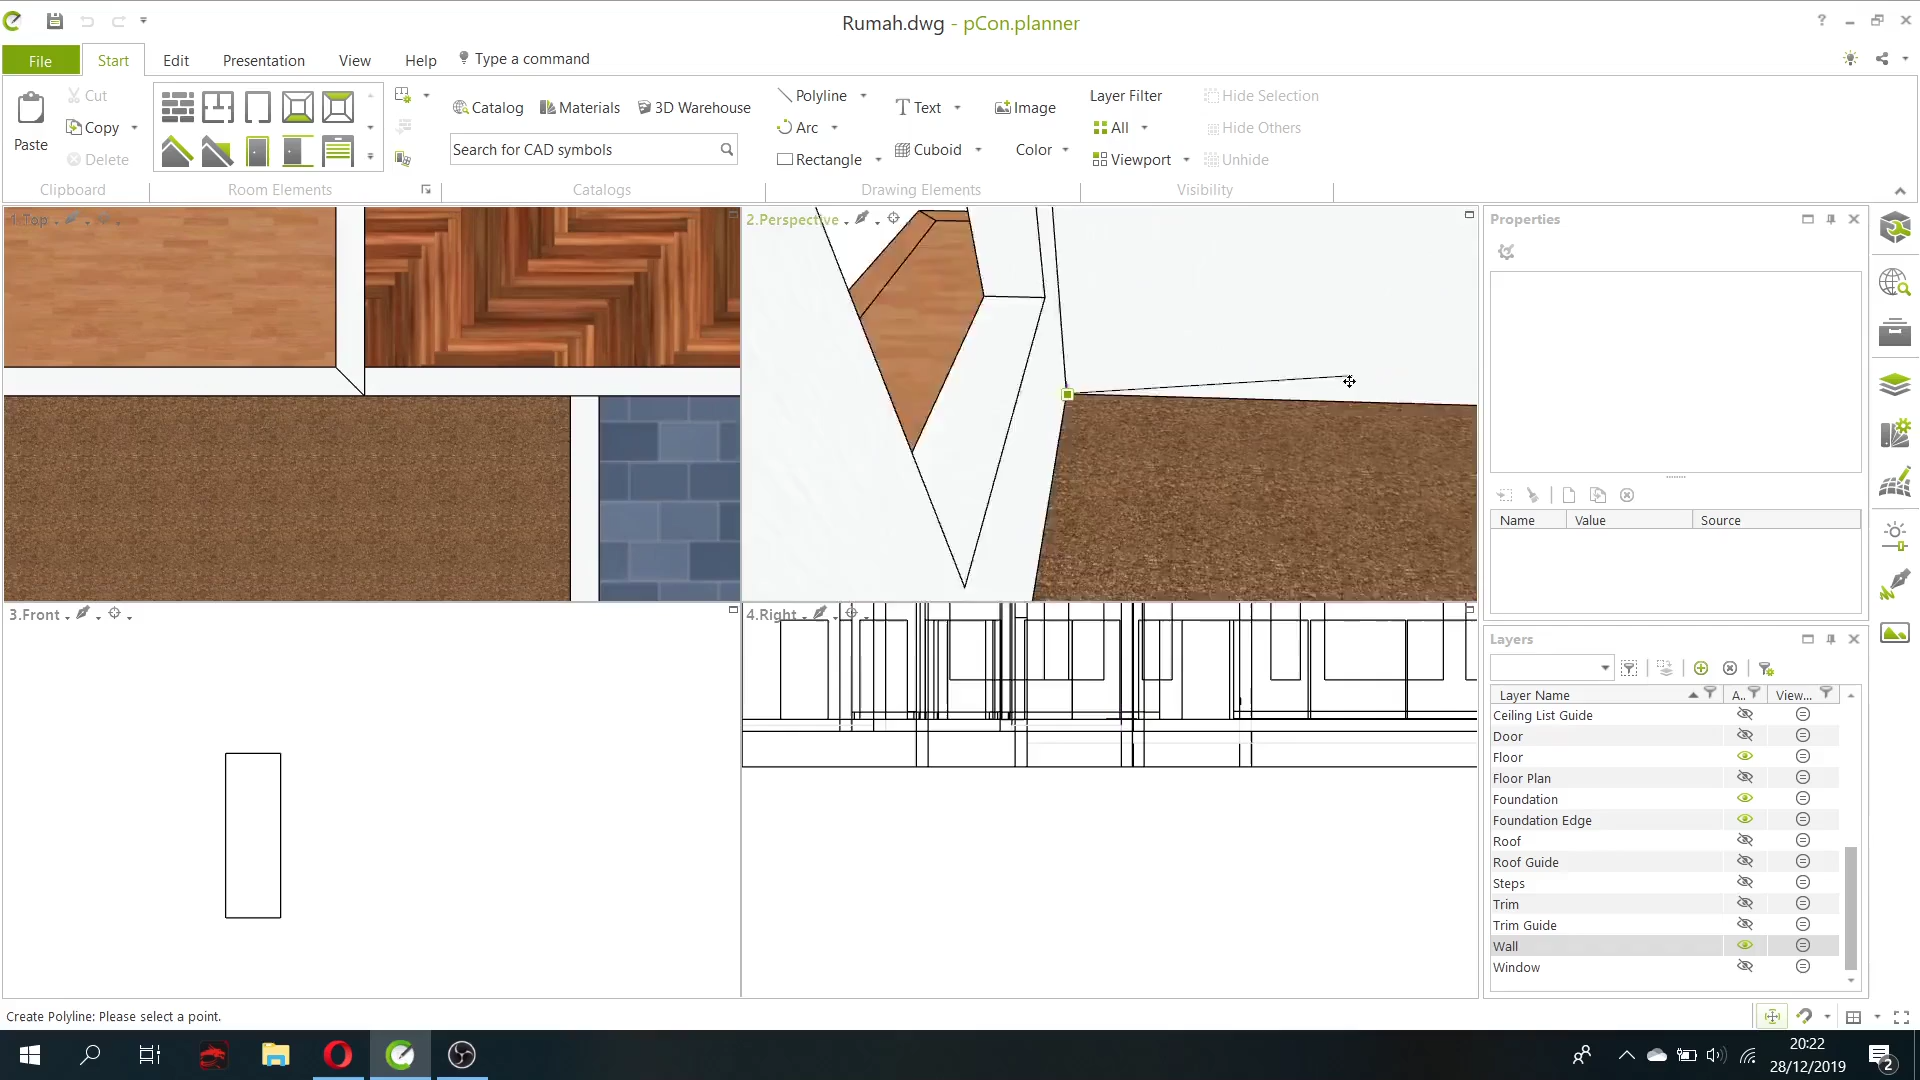 Rumah.dwg - pCon.planner
File
Start
Edit
Presentation
View
Help
Type a command
Paste
Cut
Copy
Delete
Clipboard
Room Elements
Catalog
Materials
3D Warehouse
Search for CAD symbols
Catalogs
Polyline
Arc
Rectangle
Text
Cuboid
Image
Color
Drawing Elements
Layer Filter
All
Viewport
Hide Selection
Hide Others
Unhide
Visibility
1.Top
2.Perspective
3.Front
4.Right
Properties
Name
Value
Source
Layers
Layer Name
A..
View...
Ceiling List Guide
Door
Floor
Floor Plan
Foundation
Foundation Edge
Roof
Roof Guide
Steps
Trim
Trim Guide
Wall
Window
Create Polyline: Please select a point.
20:22
28/12/2019
2